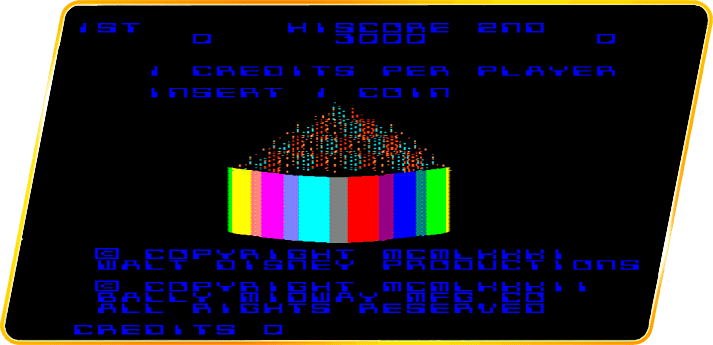 1ST HISCORE 2ND
0 3000 0
1 CREDITS PER PLAYER
INSERT 1 COIN
© COPYRIGHT MCMLXXXI
WALT DISNEY PRODUCTIONS
© COPYRIGHT MCMLXXXII
BALLY MIDWAY MFG CO
ALL RIGHTS RESERVED
CREDITS 0